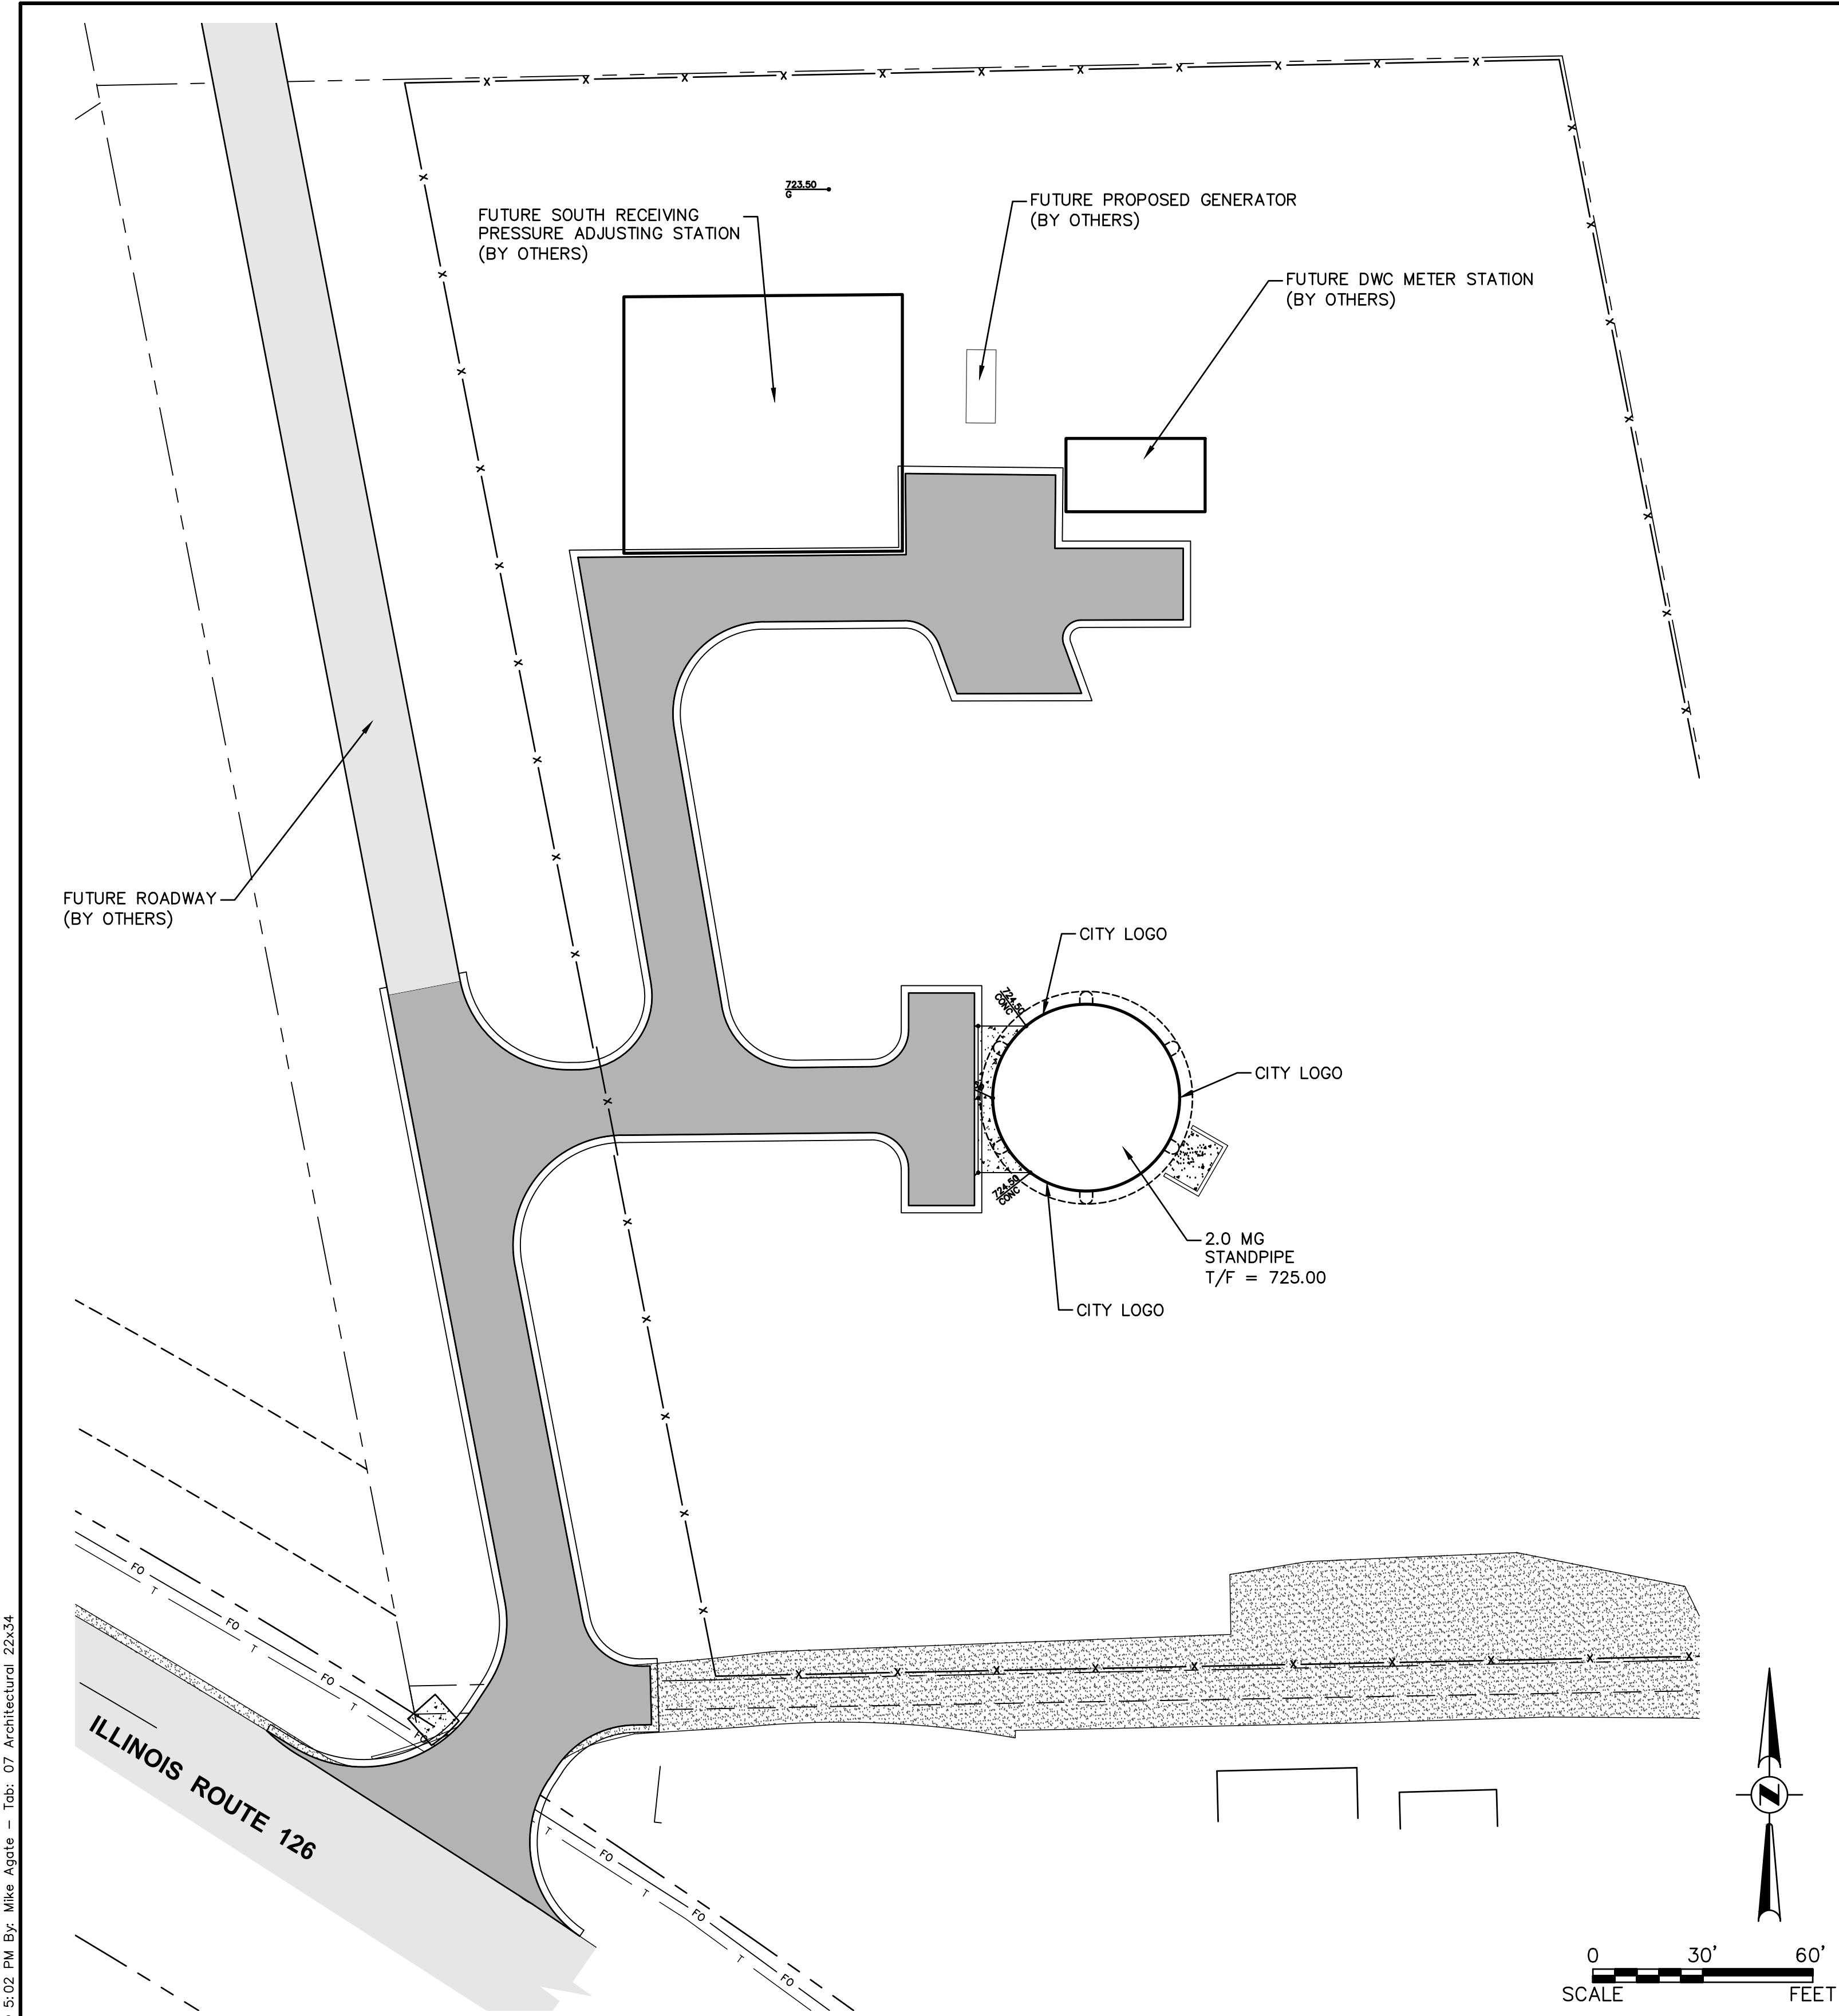 723.50
G
FUTURE SOUTH RECEIVING
PRESSURE ADJUSTING STATION
(BY OTHERS)
FUTURE PROPOSED GENERATOR
(BY OTHERS)
FUTURE DWC METER STATION
(BY OTHERS)
FUTURE ROADWAY
(BY OTHERS)
CITY LOGO
724.50
CONC
CITY LOGO
724.50
CONC
2.0 MG
STANDPIPE
T/F = 725.00
CITY LOGO
FO
T
FO
T
FO
T
FO
ILLINOIS ROUTE 126
T
FO
T
FO
T
FO
N
0 30' 60'
SCALE FEET
5:02 PM By: Mike Agate — Tab: 07 Architectural 22x34